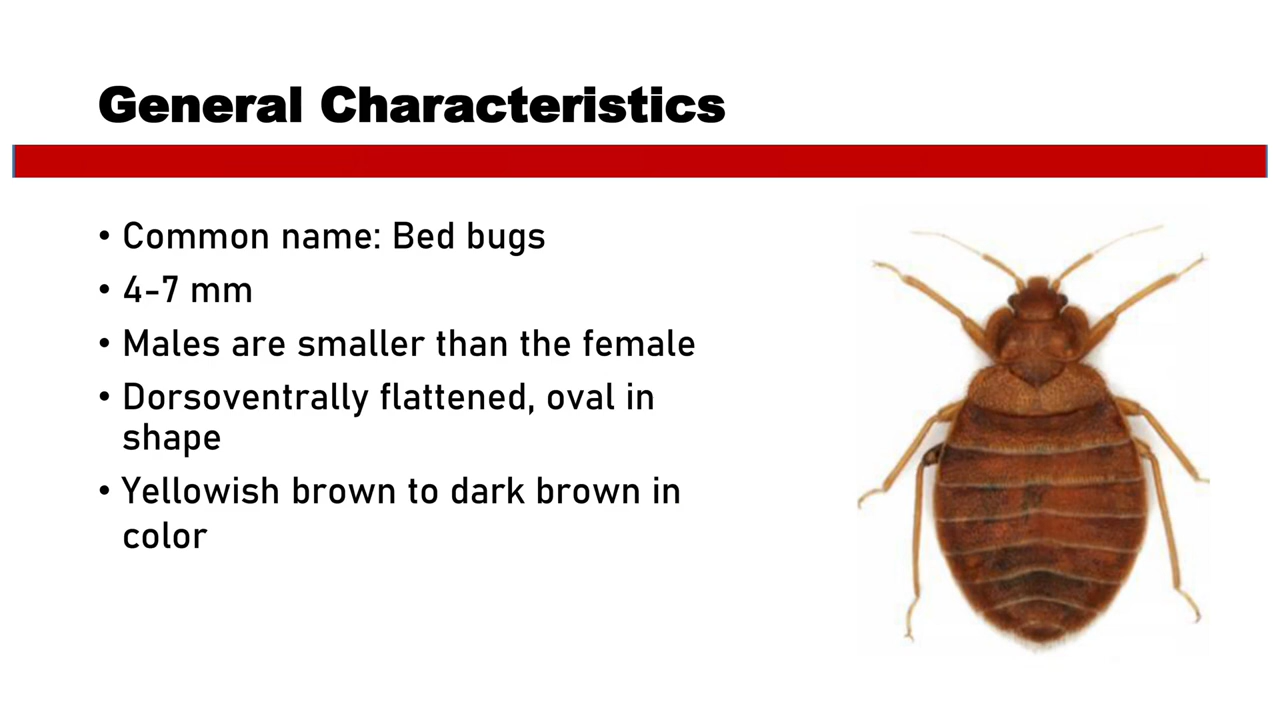 General Characteristics
• Common name: Bed bugs
• 4-7 mm
• Males are smaller than the female
• Dorsoventrally flattened, oval in
shape
• Yellowish brown to dark brown in
color